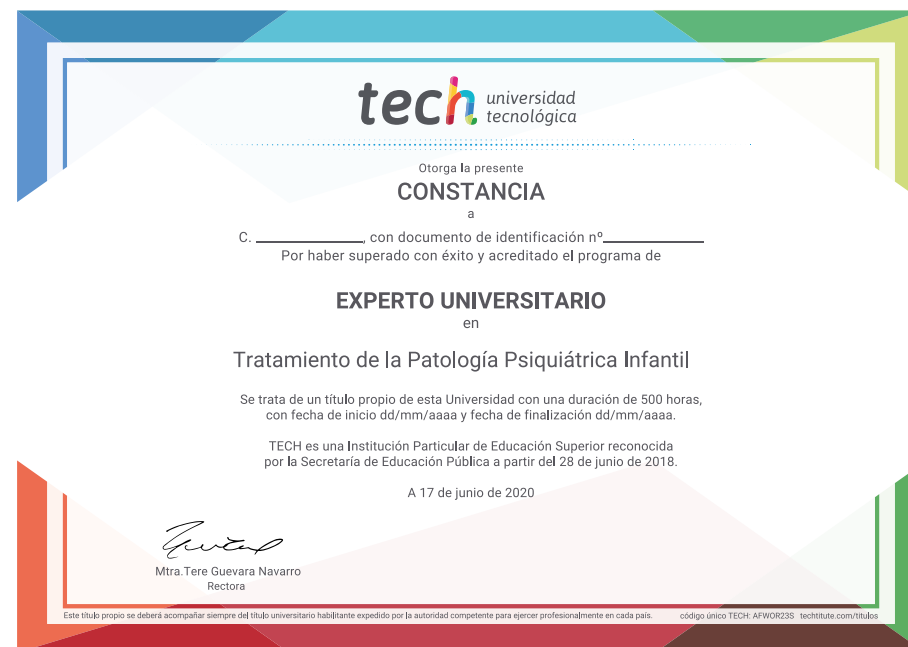 tech universidad
tecnológica
Otorga la presente
CONSTANCIA
a
C. ____________, con documento de identificación nº____________
Por haber superado con éxito y acreditado el programa de
EXPERTO UNIVERSITARIO
en
Tratamiento de la Patología Psiquiátrica Infantil
Se trata de un título propio de esta Universidad con una duración de 500 horas,
con fecha de inicio dd/mm/aaaa y fecha de finalización dd/mm/aaaa.
TECH es una Institución Particular de Educación Superior reconocida
por la Secretaría de Educación Pública a partir del 28 de junio de 2018.
A 17 de junio de 2020
Mtra.Tere Guevara Navarro
Rectora
Este título propio se deberá acompañar siempre del título universitario habilitante expedido por la autoridad competente para ejercer profesionalmente en cada país. código único TECH: AFWOR23S techtitute.com/titulos